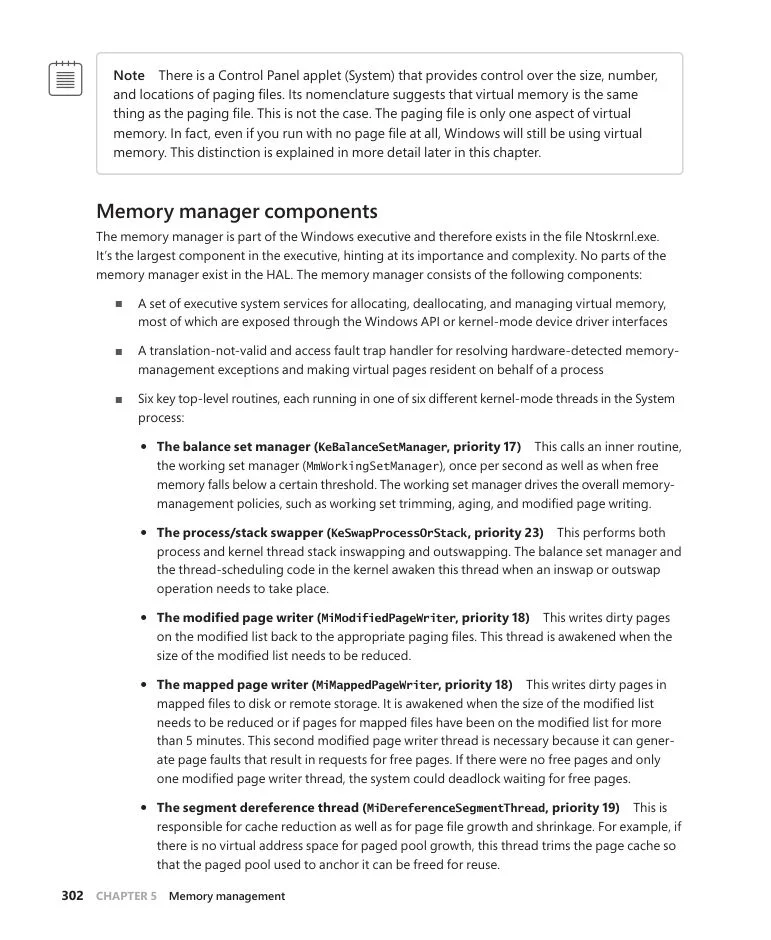 Note There is a Control Panel applet (System) that provides control over the size, number,
and locations of paging files. Its nomenclature suggests that virtual memory is the same
thing as the paging file. This is not the case. The paging file is only one aspect of virtual
memory. In fact, even if you run with no page file at all, Windows will still be using virtual
memory. This distinction is explained in more detail later in this chapter.
Memory manager components
The memory manager is part of the Windows executive and therefore exists in the file Ntoskrnl.exe.
It’s the largest component in the executive, hinting at its importance and complexity. No parts of the
memory manager exist in the HAL. The memory manager consists of the following components:
■ A set of executive system services for allocating, deallocating, and managing virtual memory,
most of which are exposed through the Windows API or kernel-mode device driver interfaces
■ A translation-not-valid and access fault trap handler for resolving hardware-detected memory-
management exceptions and making virtual pages resident on behalf of a process
■ Six key top-level routines, each running in one of six different kernel-mode threads in the System
process:
• The balance set manager (KeBalanceSetManager, priority 17) This calls an inner routine,
the working set manager (MmWorkingSetManager), once per second as well as when free
memory falls below a certain threshold. The working set manager drives the overall memory-
management policies, such as working set trimming, aging, and modified page writing.
• The process/stack swapper (KeSwapProcessOrStack, priority 23) This performs both
process and kernel thread stack inswapping and outswapping. The balance set manager and
the thread-scheduling code in the kernel awaken this thread when an inswap or outswap
operation needs to take place.
• The modified page writer (MiModifiedPageWriter, priority 18) This writes dirty pages
on the modified list back to the appropriate paging files. This thread is awakened when the
size of the modified list needs to be reduced.
• The mapped page writer (MiMappedPageWriter, priority 18) This writes dirty pages in
mapped files to disk or remote storage. It is awakened when the size of the modified list
needs to be reduced or if pages for mapped files have been on the modified list for more
than 5 minutes. This second modified page writer thread is necessary because it can gener-
ate page faults that result in requests for free pages. If there were no free pages and only
one modified page writer thread, the system could deadlock waiting for free pages.
• The segment dereference thread (MiDereferenceSegmentThread, priority 19) This is
responsible for cache reduction as well as for page file growth and shrinkage. For example, if
there is no virtual address space for paged pool growth, this thread trims the page cache so
that the paged pool used to anchor it can be freed for reuse.
302 CHAPTER 5 Memory management